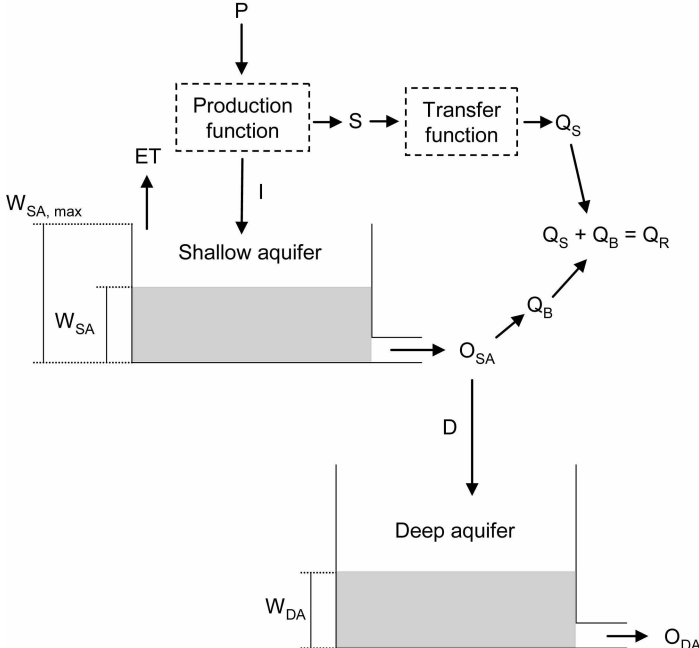 P
Production
function
S
Transfer
function
Q_S
ET
I
W_SA, max
Shallow aquifer
Q_S + Q_B = Q_R
W_SA
Q_B
O_SA
D
Deep aquifer
W_DA
O_DA